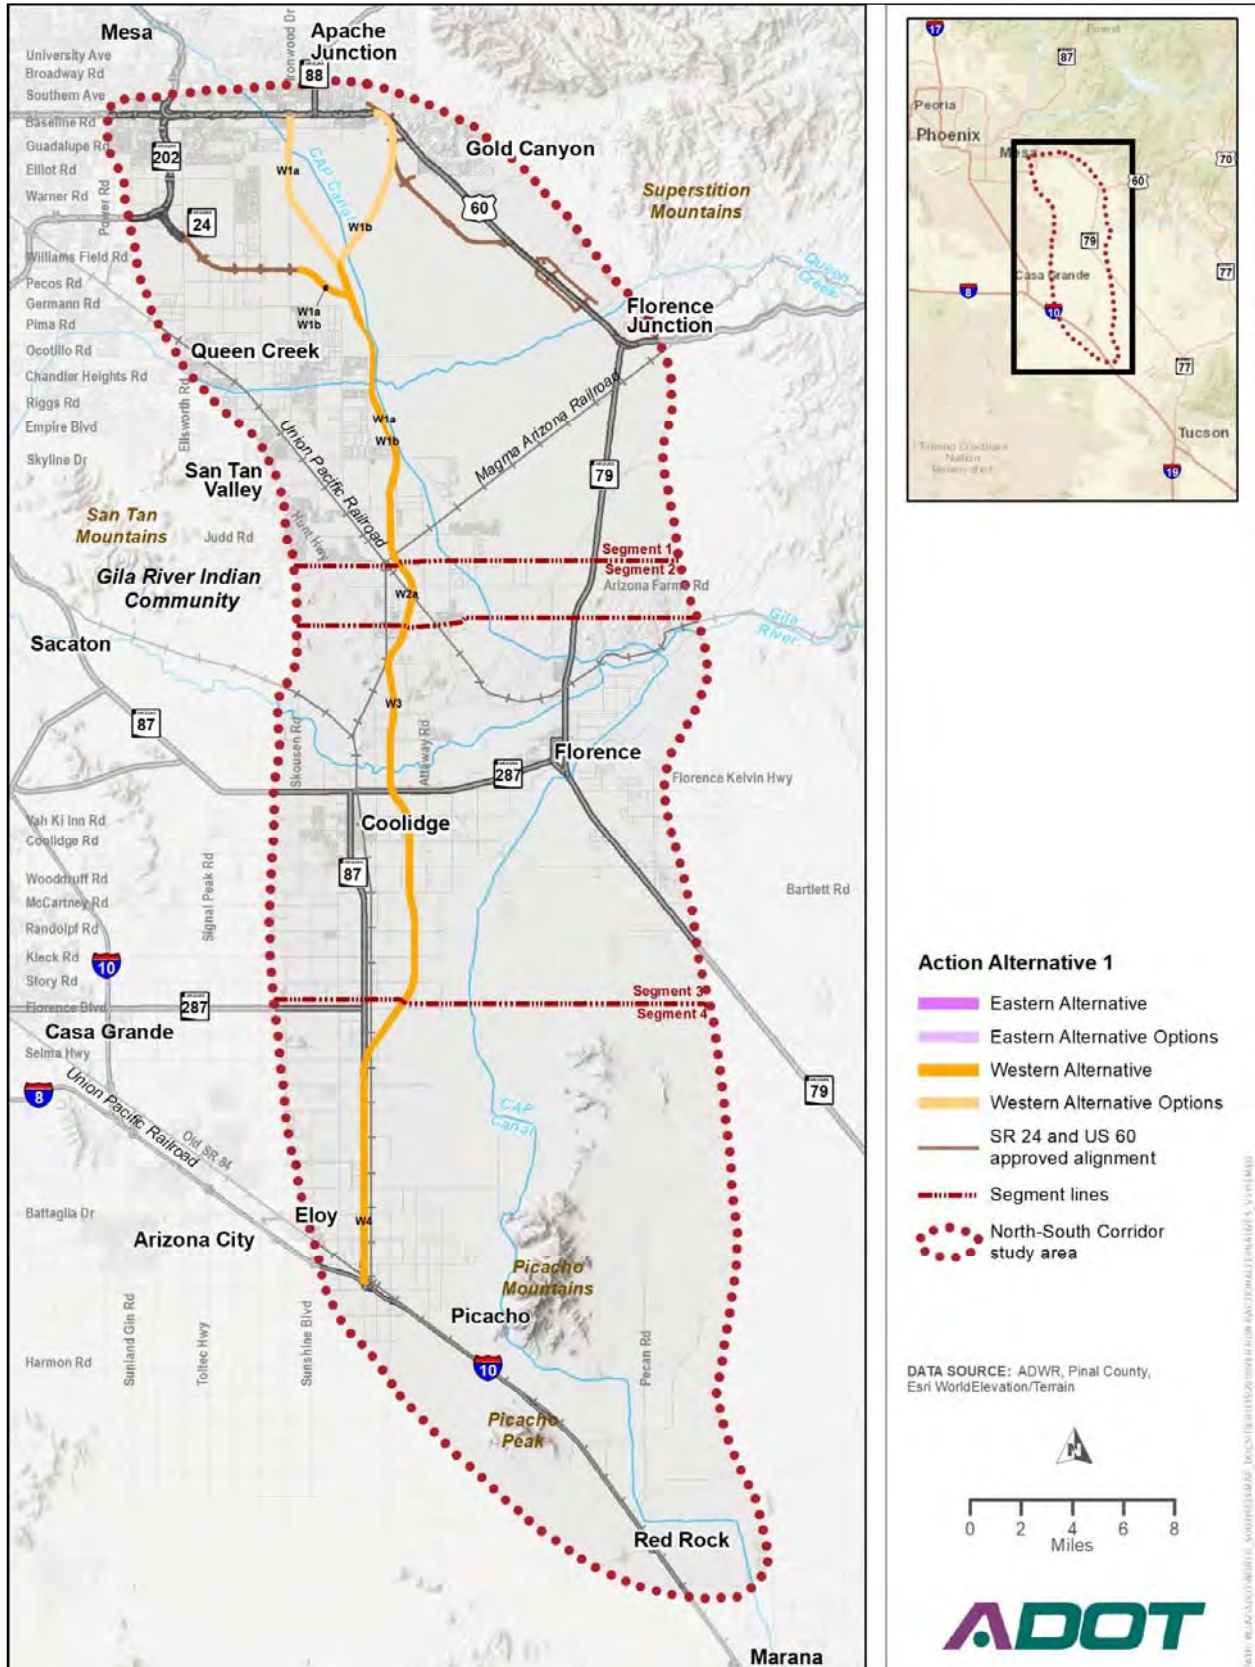 Mesa
Apache
Junction
Ironwood Dr
University Ave
Broadway Rd
Southern Ave
Baseline Rd
Guadalupe Rd
Elliot Rd
Warner Rd
Power Rd
Williams Field Rd
Pecos Rd
Germann Rd
Pima Rd
Ocotillo Rd
Chandler Heights Rd
Riggs Rd
Empire Blvd
Skyline Dr
88
202
24
60
CAP Canal
W1a
W1b
W1a
W1b
Gold Canyon
Superstition
Mountains
Queen
Creek
Florence
Junction
Queen Creek
Ellsworth Rd
Union Pacific Railroad
Magma Arizona Railroad
W1a
W1b
79
San Tan
Valley
San Tan
Mountains
Judd Rd
Hunt Hwy
Gila River Indian
Community
Segment 1
Segment 2
Arizona Farms Rd
W2a
Gila
River
Sacaton
87
Skousen Rd
W3
Attaway Rd
Florence
287
Florence Kelvin Hwy
Vah Ki Inn Rd
Coolidge Rd
Coolidge
87
Wooddruff Rd
McCartney Rd
Randolpf Rd
Kleck Rd
Story Rd
Florence Blvd
Signal Peak Rd
Bartlett Rd
10
287
Segment 3
Segment 4
Casa Grande
Selma Hwy
8
Union Pacific Railroad
Old SR 84
79
CAP
Canal
Battaglia Dr
Eloy
W4
Arizona City
Picacho
Mountains
Picacho
Sunland Gin Rd
Toltec Hwy
Sunshine Blvd
Pecan Rd
Harmon Rd
10
Picacho
Peak
Red Rock
Marana
17
Payson
87
Peoria
Phoenix
Mesa
70
60
79
Casa Grande
77
8
10
77
Tucson
19
Action Alternative 1
Eastern Alternative
Eastern Alternative Options
Western Alternative
Western Alternative Options
SR 24 and US 60
approved alignment
Segment lines
North-South Corridor
study area
DATA SOURCE: ADWR, Pinal County,
Esri WorldElevation/Terrain
N
0 2 4 6 8
Miles
ADOT